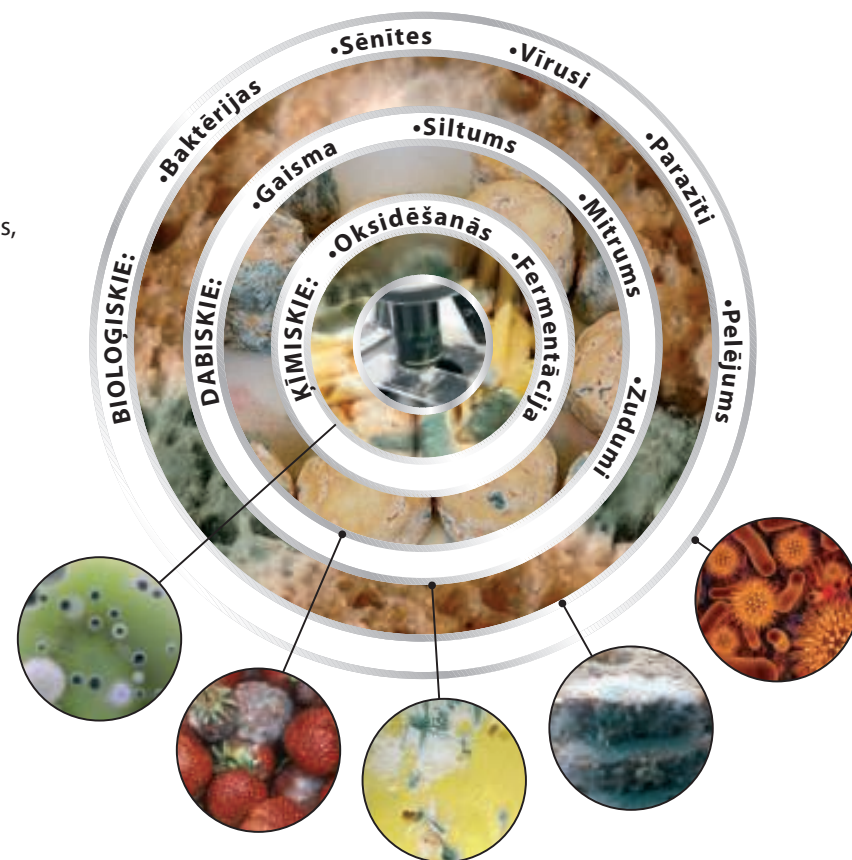 s,
BIOLOĢISKIE:
•Baktērijas
•Sēnītes
•Vīrusi
•Parazīti
•Pelējums
DABISKIE:
•Gaisma
•Siltums
•Mitrums
•Zudumi
ĶĪMISKIE:
•Oksidēšanās
•Fermentācija